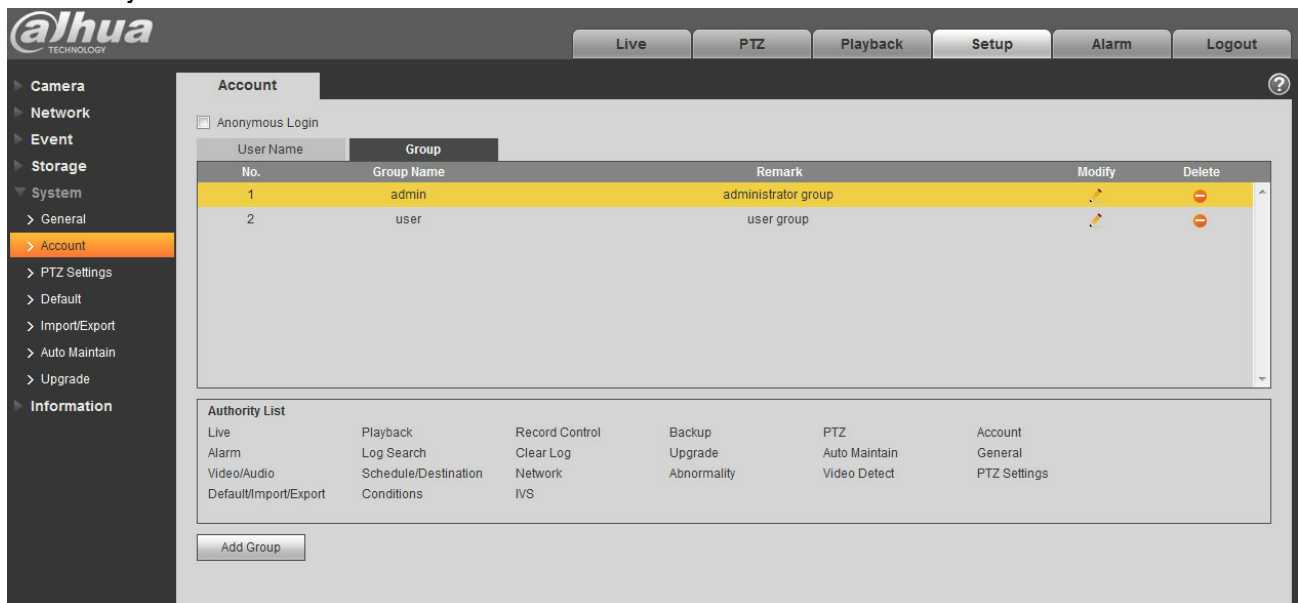 alhua
TECHNOLOGY
Live PTZ Playback Setup Alarm Logout
Camera
Network
Event
Storage
System
> General
> Account
> PTZ Settings
> Default
> Import/Export
> Auto Maintain
> Upgrade
Information
Account
?
Anonymous Login
User Name Group
No. Group Name Remark Modify Delete
1 admin administrator group
2 user user group
Authority List
Live Playback Record Control Backup PTZ Account
Alarm Log Search Clear Log Upgrade Auto Maintain General
Video/Audio Schedule/Destination Network Abnormality Video Detect PTZ Settings
Default/Import/Export Conditions IVS
Add Group